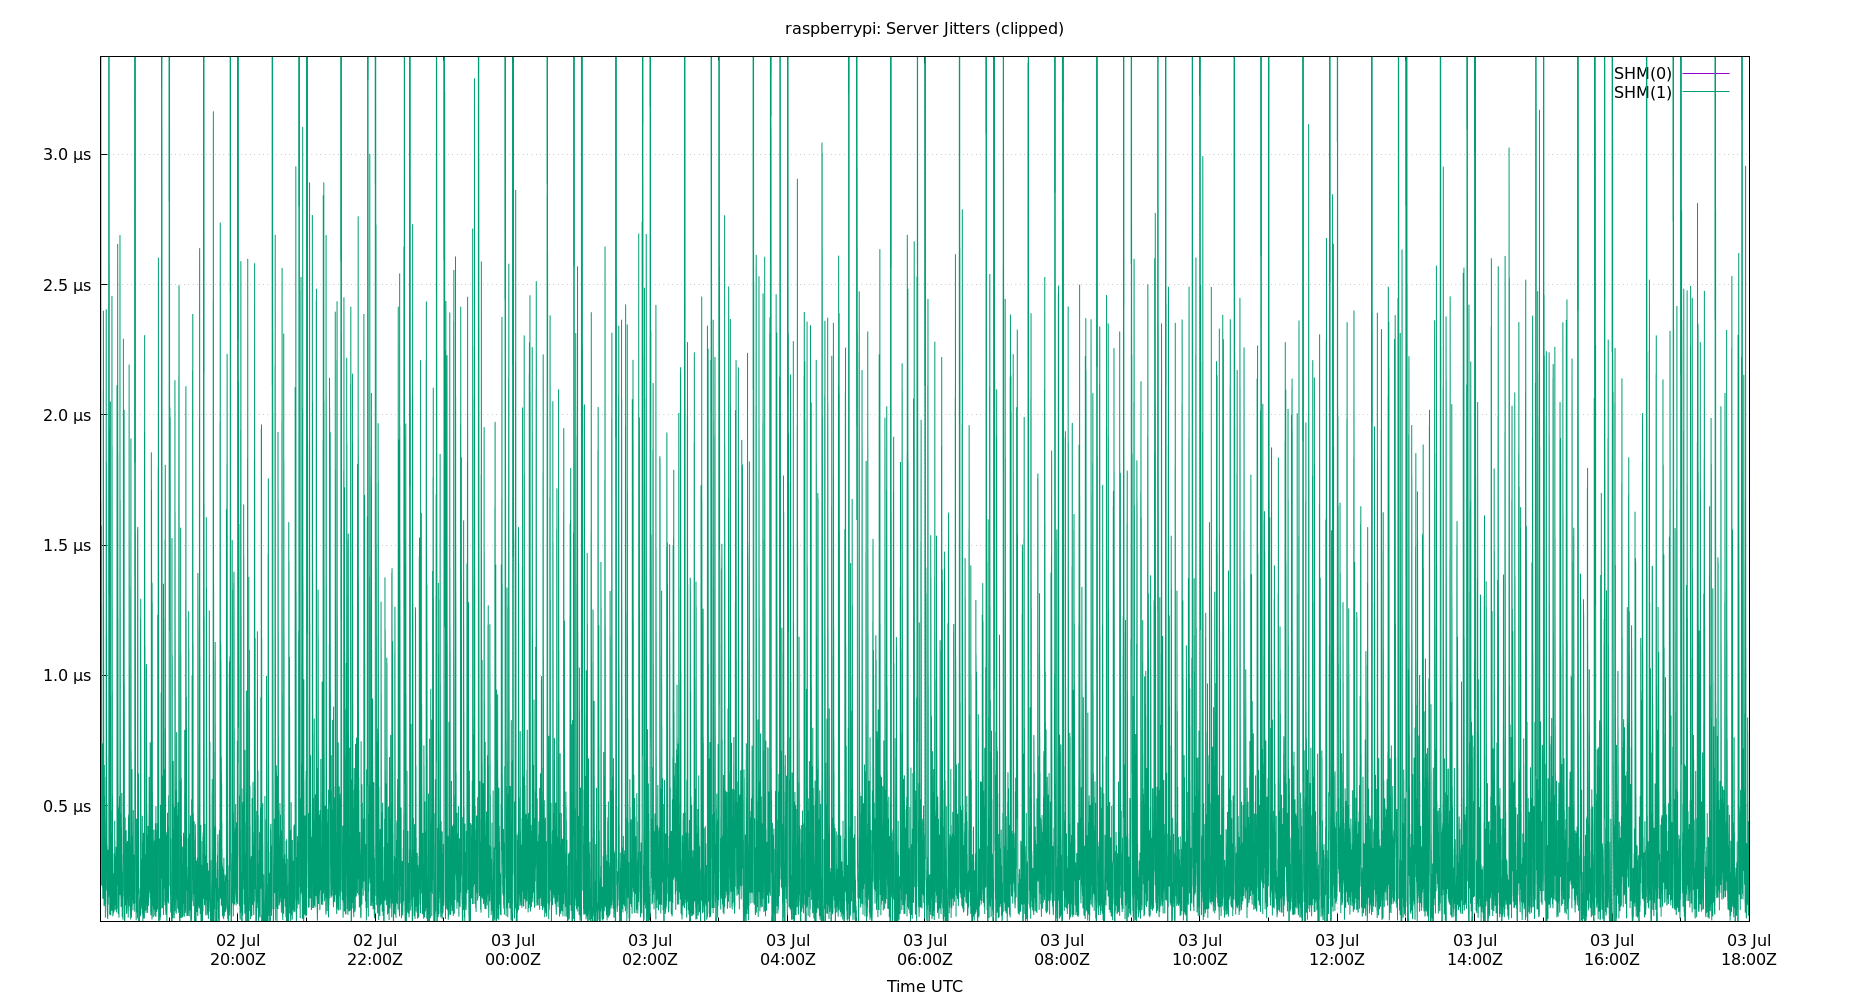 raspberrypi: Server Jitters (clipped)
SHM(0)
SHM(1)
3.0 µs
2.5 µs
2.0 µs
1.5 µs
1.0 µs
0.5 µs
02 Jul 02 Jul 03 Jul 03 Jul 03 Jul 03 Jul 03 Jul 03 Jul 03 Jul 03 Jul 03 Jul 03 Jul
20:00Z 22:00Z 00:00Z 02:00Z 04:00Z 06:00Z 08:00Z 10:00Z 12:00Z 14:00Z 16:00Z 18:00Z
Time UTC